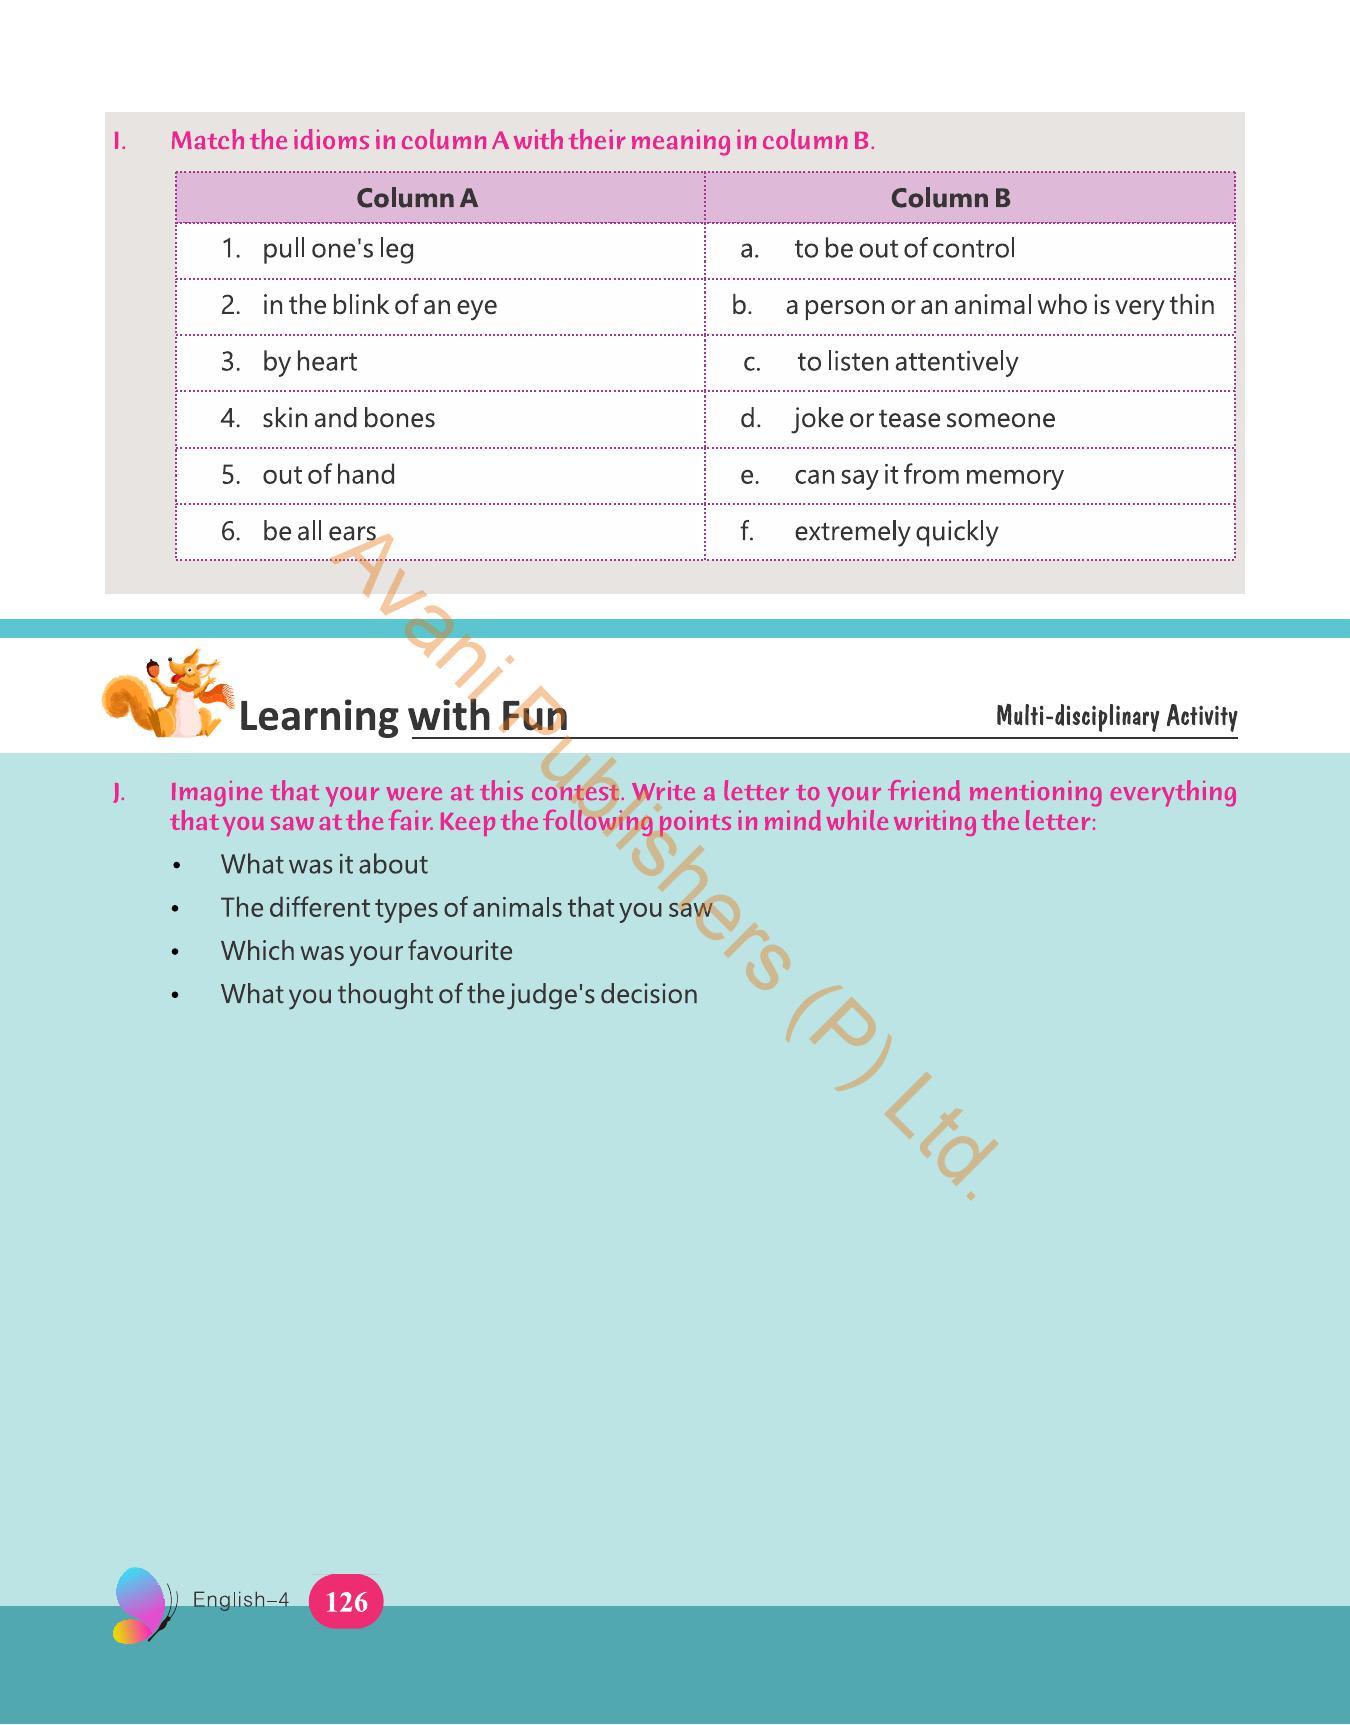 I. Match the idioms in column A with their meaning in column B.
Column A Column B
1. pull one's leg a. to be out of control
2. in the blink of an eye b. a person or an animal who is very thin
3. by heart c. to listen attentively
4. skin and bones d. joke or tease someone
5. out of hand e. can say it from memory
6. be all ears f. extremely quickly
Avani Publishers (P) Ltd.
Learning with Fun Multi-disciplinary Activity
J. Imagine that your were at this contest. Write a letter to your friend mentioning everything
that you saw at the fair. Keep the following points in mind while writing the letter:
• What was it about
• The different types of animals that you saw
• Which was your favourite
• What you thought of the judge's decision
English–4 126